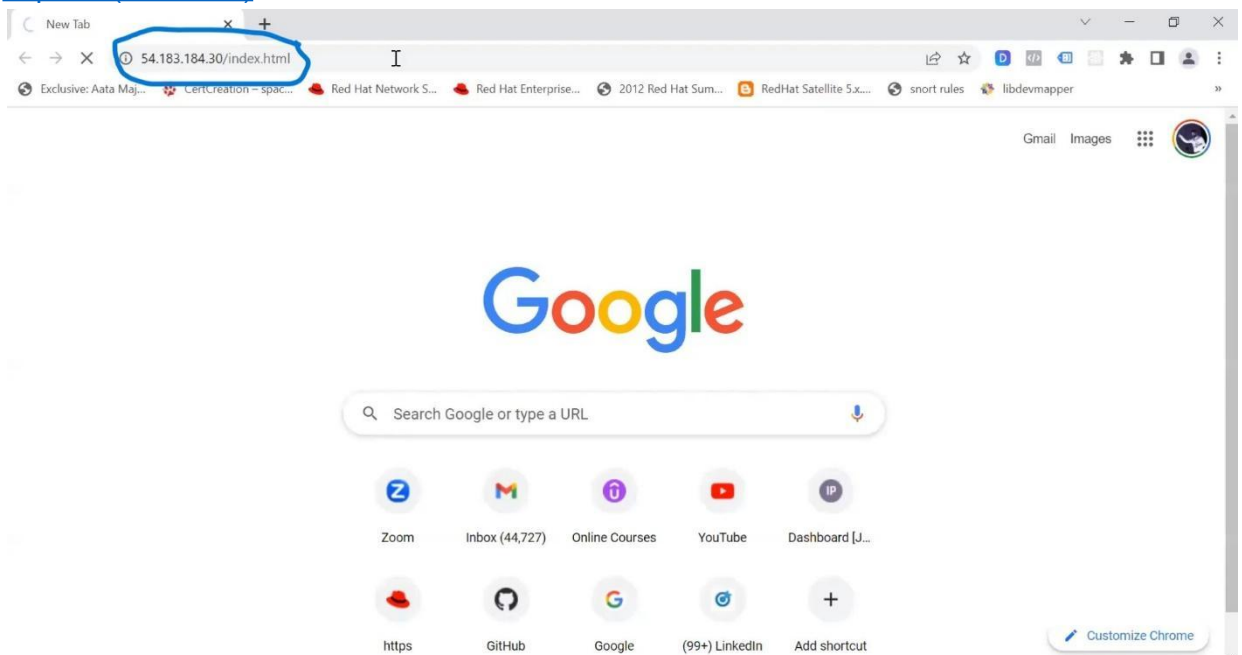 New Tab
54.183.184.30/index.html
Exclusive: Aata Maj... CertCreation – spac... Red Hat Network S... Red Hat Enterprise... 2012 Red Hat Sum... RedHat Satellite 5.x.... snort rules libdevmapper »
Gmail Images
Google
Search Google or type a URL
Zoom Inbox (44,727) Online Courses YouTube Dashboard [J...
https GitHub Google (99+) LinkedIn Add shortcut
Customize Chrome